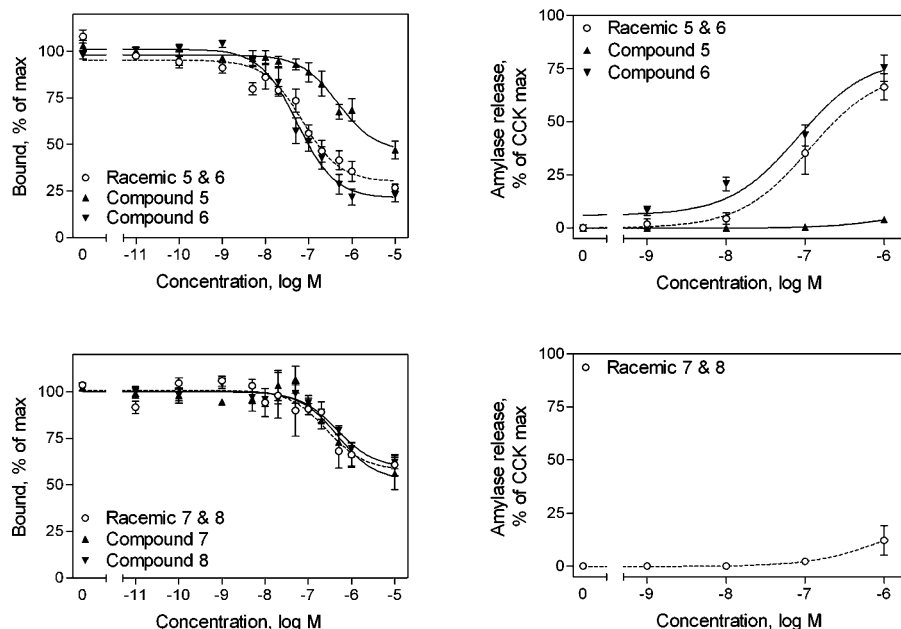 Bound, % of max
100
75
50
25
0
Racemic 5 & 6
Compound 5
Compound 6
0 -11 -10 -9 -8 -7 -6 -5
Concentration, log M
Amylase release,
% of CCK max
100
75
50
25
0
Racemic 5 & 6
Compound 5
Compound 6
0 -9 -8 -7 -6
Concentration, log M
Bound, % of max
100
75
50
25
0
Racemic 7 & 8
Compound 7
Compound 8
0 -11 -10 -9 -8 -7 -6 -5
Concentration, log M
Amylase release,
% of CCK max
100
75
50
25
0
Racemic 7 & 8
0 -9 -8 -7 -6
Concentration, log M